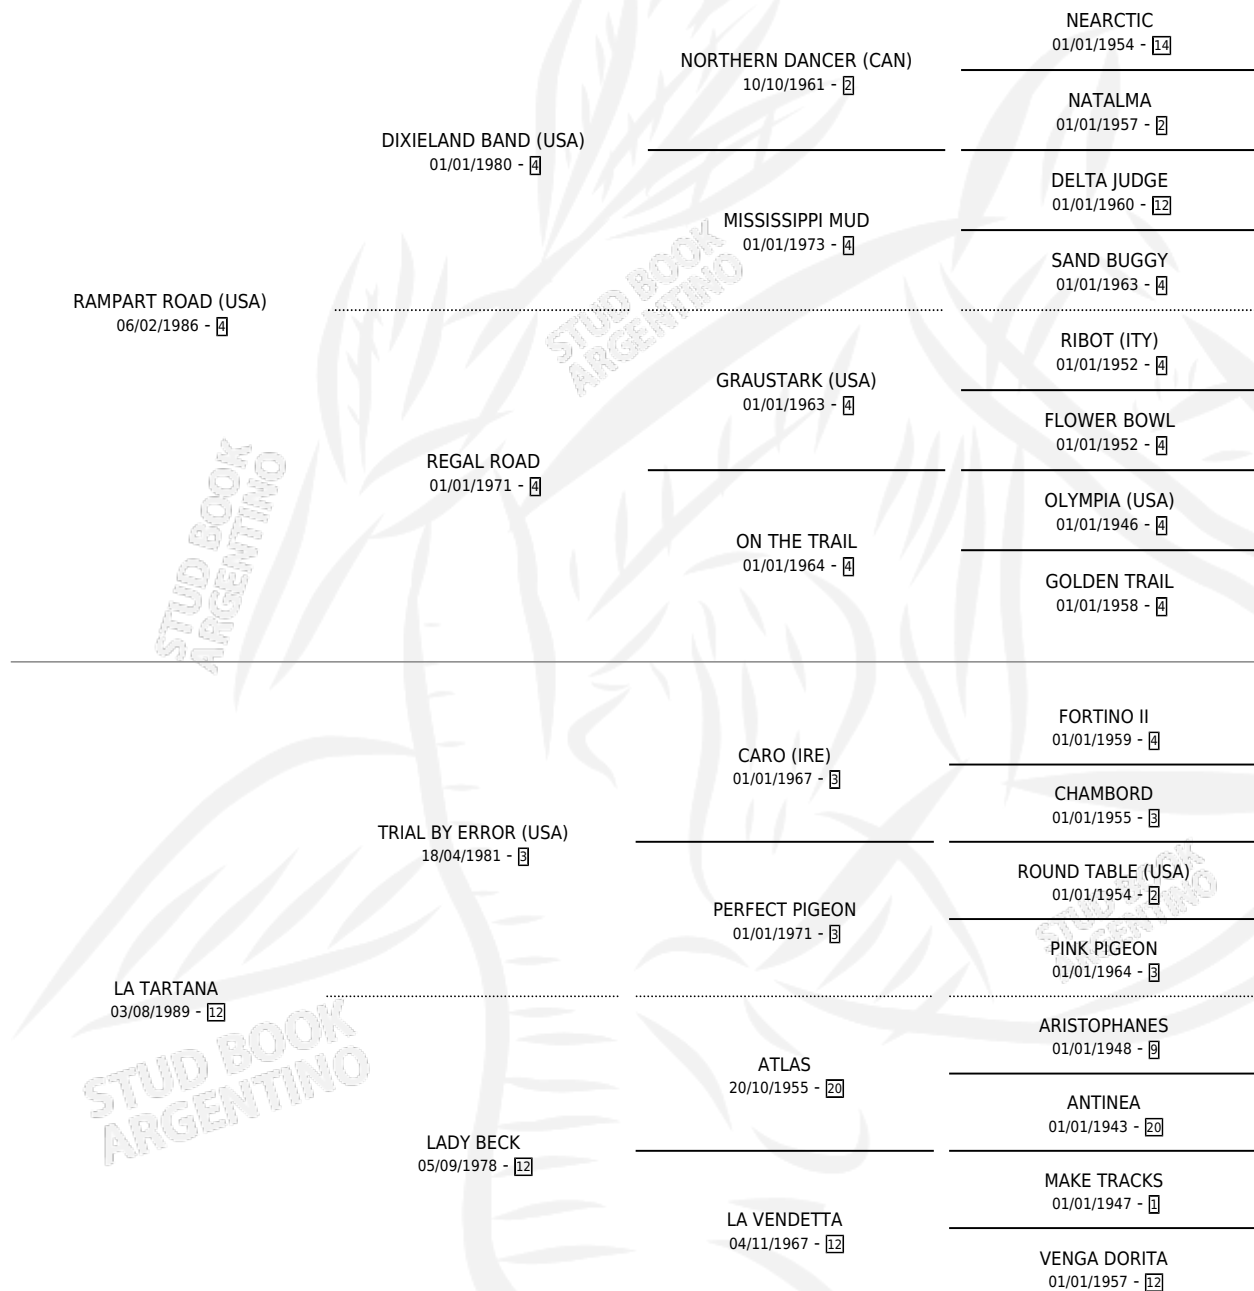 NEARCTIC
01/01/1954 - 14
NORTHERN DANCER (CAN)
10/10/1961 - 2
NATALMA
01/01/1957 - 2
DIXIELAND BAND (USA)
01/01/1980 - 4
DELTA JUDGE
01/01/1960 - 12
MISSISSIPPI MUD
01/01/1973 - 4
SAND BUGGY
01/01/1963 - 4
RAMPART ROAD (USA)
06/02/1986 - 4
STUD BOOK
ARGENTINO
RIBOT (ITY)
01/01/1952 - 4
GRAUSTARK (USA)
01/01/1963 - 4
FLOWER BOWL
01/01/1952 - 4
REGAL ROAD
01/01/1971 - 4
OLYMPIA (USA)
01/01/1946 - 4
ON THE TRAIL
01/01/1964 - 4
GOLDEN TRAIL
01/01/1958 - 4
STUD BOOK
ARGENTINO
FORTINO II
01/01/1959 - 4
CARO (IRE)
01/01/1967 - 3
CHAMBORD
01/01/1955 - 3
TRIAL BY ERROR (USA)
18/04/1981 - 3
ROUND TABLE (USA)
01/01/1954 - 2
PERFECT PIGEON
01/01/1971 - 3
PINK PIGEON
01/01/1964 - 3
STUD BOOK
ARGENTINO
LA TARTANA
03/08/1989 - 12
ARISTOPHANES
01/01/1948 - 9
ATLAS
20/10/1955 - 20
ANTINEA
01/01/1943 - 20
STUD BOOK
ARGENTINO
LADY BECK
05/09/1978 - 12
MAKE TRACKS
01/01/1947 - 1
LA VENDETTA
04/11/1967 - 12
VENGA DORITA
01/01/1957 - 12